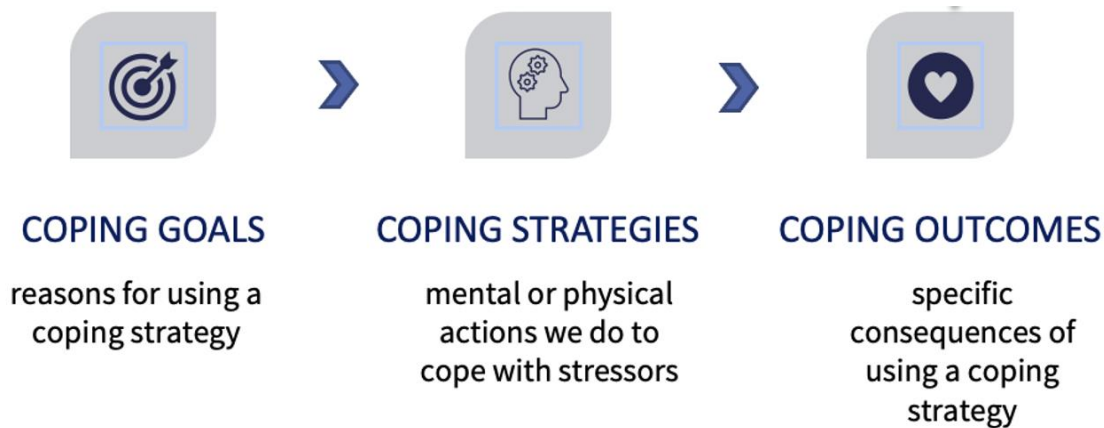 COPING GOALS
reasons for using a
coping strategy
COPING STRATEGIES
mental or physical
actions we do to
cope with stressors
COPING OUTCOMES
specific
consequences of
using a coping
strategy